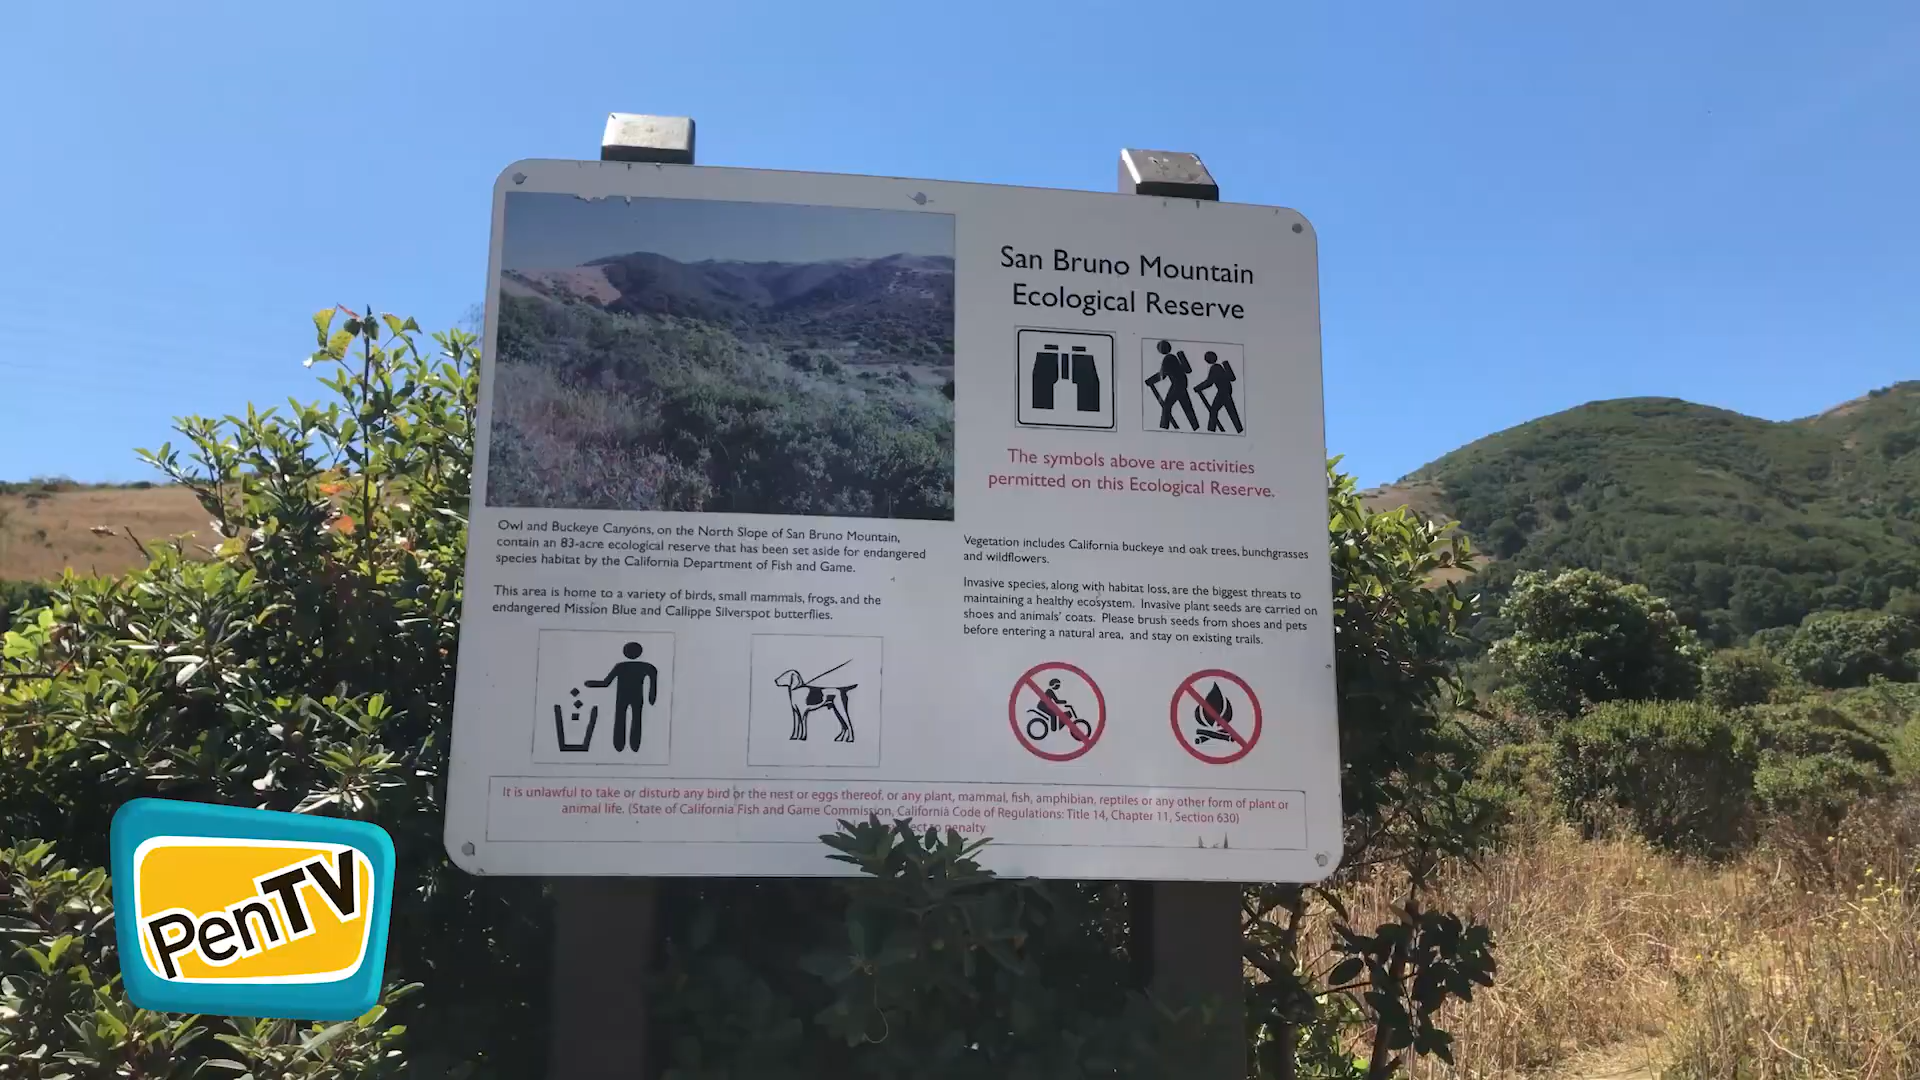 San Bruno Mountain
Ecological Reserve
The symbols above are activities
permitted on this Ecological Reserve.
Owl and Buckeye Canyons, on the North Slope of San Bruno Mountain,
contain an 83-acre ecological reserve that has been set aside for endangered
species habitat by the California Department of Fish and Game.
This area is home to a variety of birds, small mammals, frogs, and the
endangered Mission Blue and Callippe Silverspot butterflies.
Vegetation includes California buckeye and oak trees, bunchgrasses
and wildflowers.
Invasive species, along with habitat loss, are the biggest threats to
maintaining a healthy ecosystem. Invasive plant seeds are carried on
shoes and animals' coats. Please brush seeds from shoes and pets
before entering a natural area, and stay on existing trails.
It is unlawful to take or disturb any bird or the nest or eggs thereof, or any plant, mammal, fish, amphibian, reptiles or any other form of plant or
animal life. (State of California Fish and Game Commission, California Code of Regulations: Title 14, Chapter 11, Section 630)
to penalty
PenTV